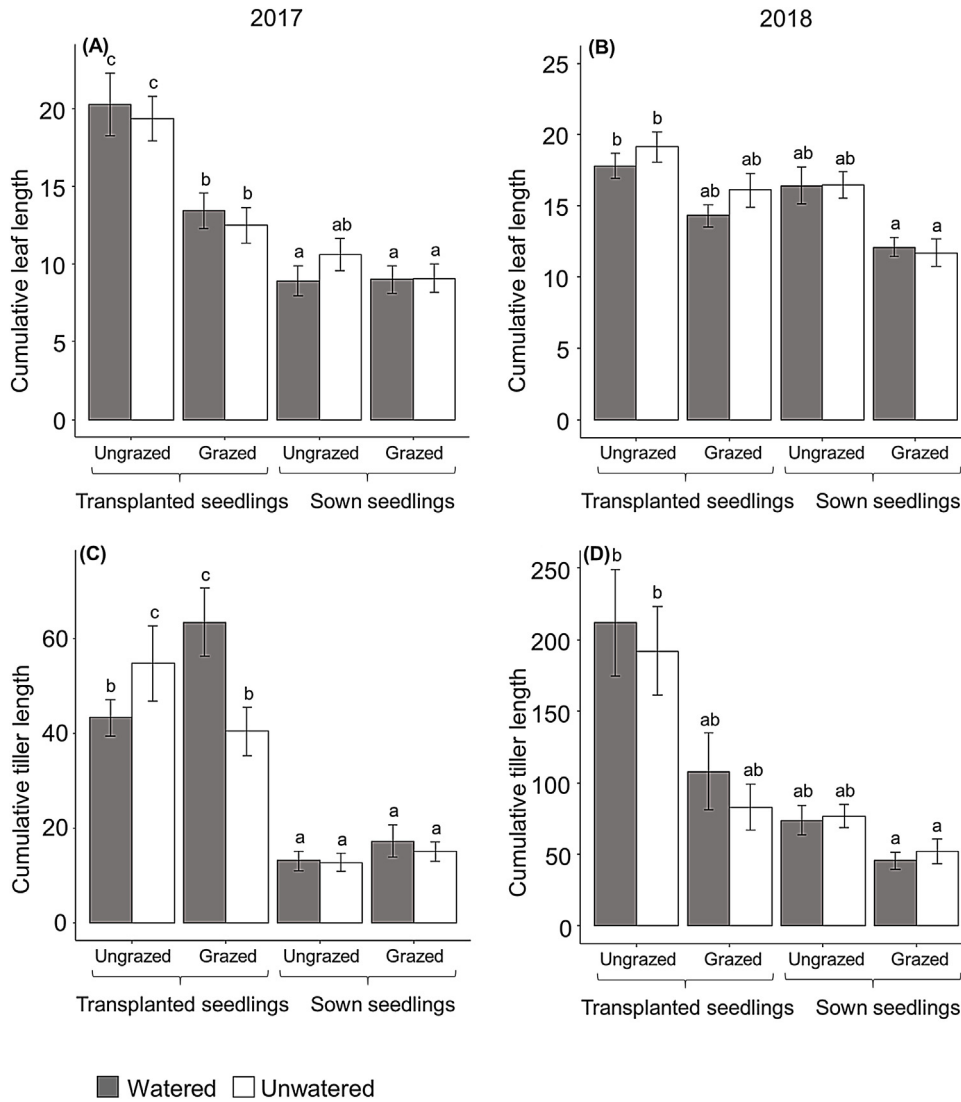 2017
2018
(A)
c
c
b
b
a
ab
a
a
Cumulative leaf length
20
15
10
5
0
Ungrazed
Grazed
Ungrazed
Grazed
Transplanted seedlings
Sown seedlings
(B)
b
b
ab
ab
ab
ab
a
a
Cumulative leaf length
25
20
15
10
5
0
Ungrazed
Grazed
Ungrazed
Grazed
Transplanted seedlings
Sown seedlings
(C)
b
c
c
b
a
a
a
a
Cumulative tiller length
60
40
20
0
Ungrazed
Grazed
Ungrazed
Grazed
Transplanted seedlings
Sown seedlings
(D)
b
b
ab
ab
ab
ab
a
a
Cumulative tiller length
250
200
150
100
50
0
Ungrazed
Grazed
Ungrazed
Grazed
Transplanted seedlings
Sown seedlings
Watered
Unwatered